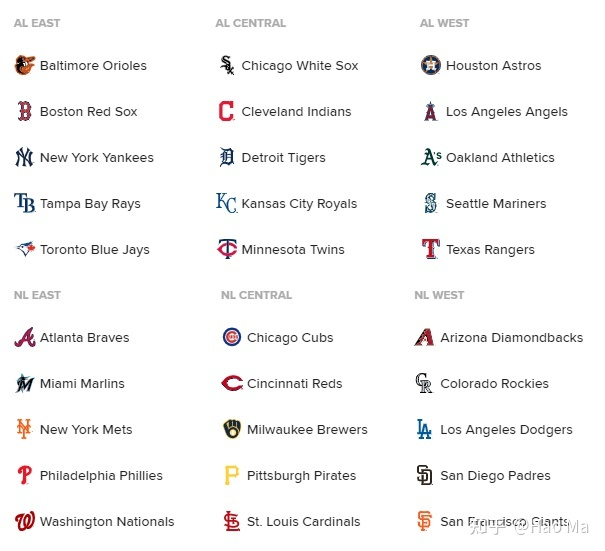 AL EAST
AL CENTRAL
AL WEST
Baltimore Orioles
Chicago White Sox
Houston Astros
Boston Red Sox
Cleveland Indians
Los Angeles Angels
New York Yankees
Detroit Tigers
Oakland Athletics
Tampa Bay Rays
Kansas City Royals
Seattle Mariners
Toronto Blue Jays
Minnesota Twins
Texas Rangers
NL EAST
NL CENTRAL
NL WEST
Atlanta Braves
Chicago Cubs
Arizona Diamondbacks
Miami Marlins
Cincinnati Reds
Colorado Rockies
New York Mets
Milwaukee Brewers
Los Angeles Dodgers
Philadelphia Phillies
Pittsburgh Pirates
San Diego Padres
Washington Nationals
St. Louis Cardinals
San Francisco Giants
知乎 @Hao Ma